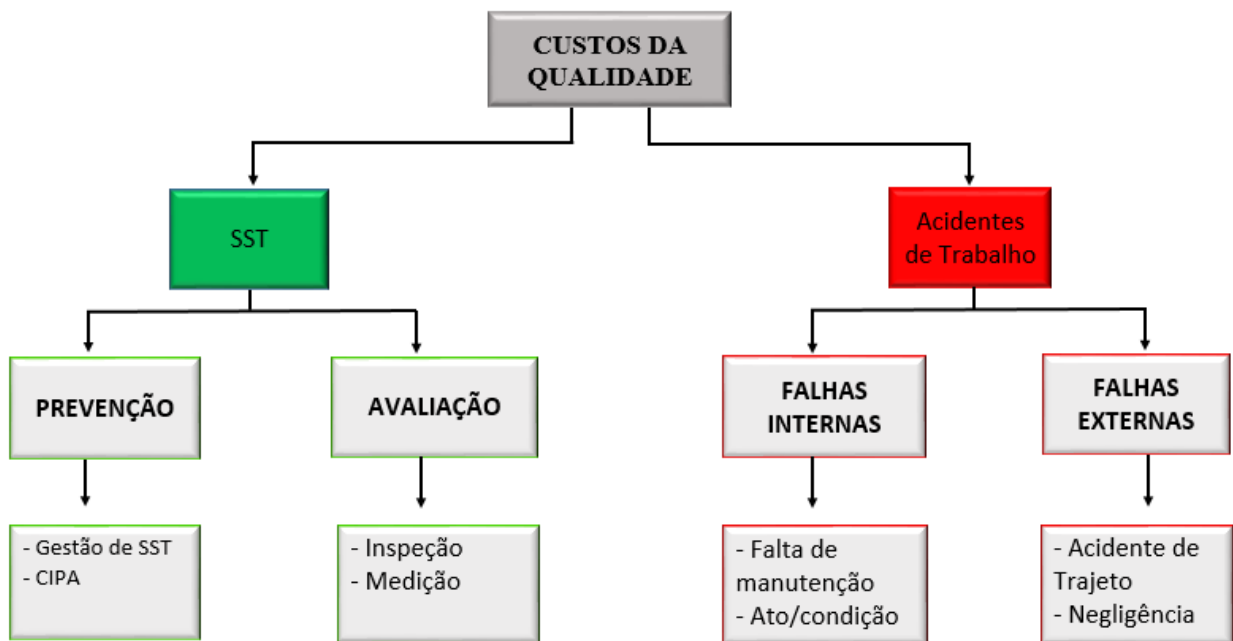 CUSTOS DA
QUALIDADE
SST
Acidentes
de Trabalho
PREVENÇÃO
AVALIAÇÃO
FALHAS
INTERNAS
FALHAS
EXTERNAS
- Gestão de SST
- CIPA
- Inspeção
- Medição
- Falta de
manutenção
- Ato/condição
- Acidente de
Trajeto
- Negligência